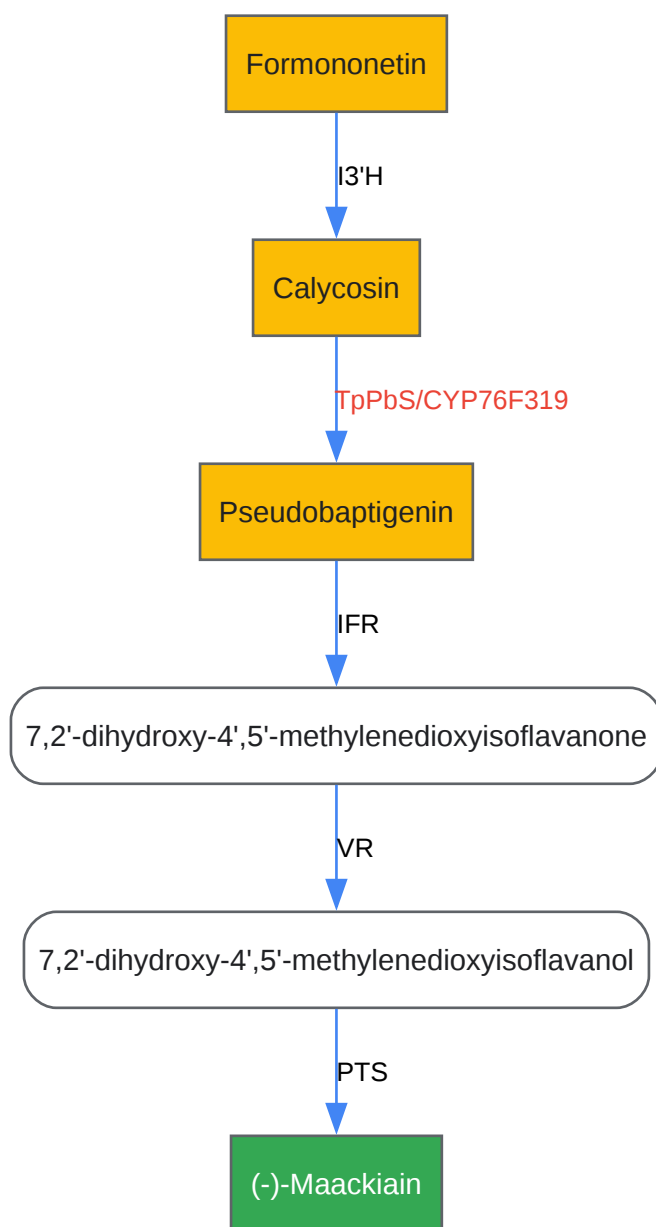 Formononetin
I3'H
Calycosin
TpPbS/CYP76F319
Pseudobaptigenin
IFR
7,2'-dihydroxy-4',5'-methylenedioxyisoflavanone
VR
7,2'-dihydroxy-4',5'-methylenedioxyisoflavanol
PTS
(-)-Maackiain